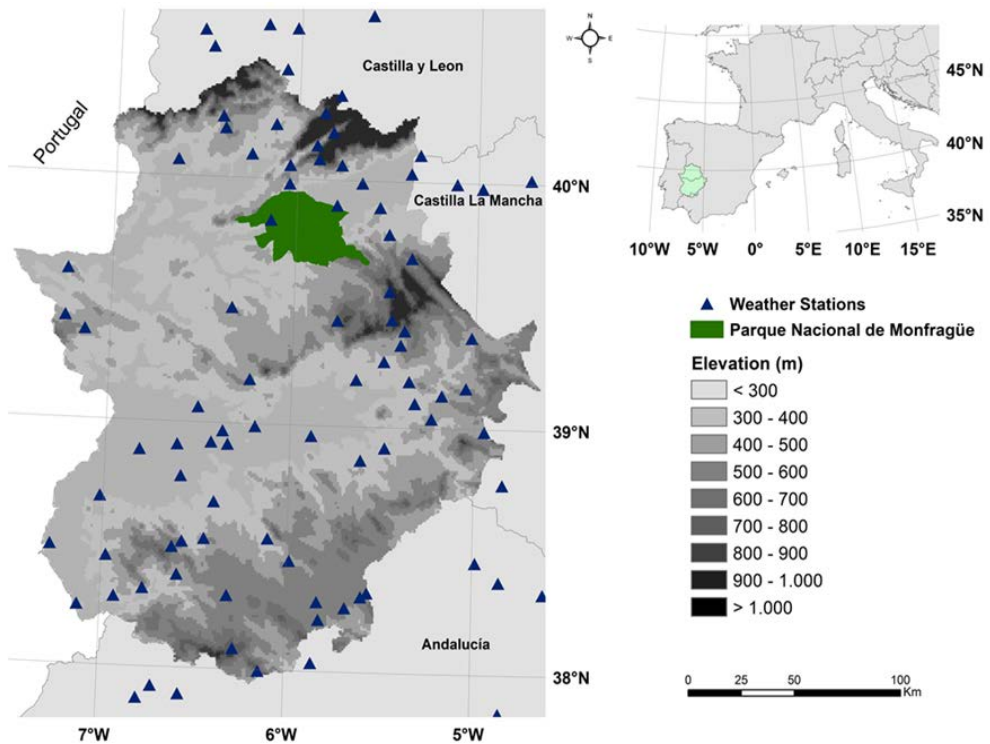 Castilla y Leon
Portugal
Castilla La Mancha
Andalucía
40°N
39°N
38°N
7°W
6°W
5°W
N
W
E
S
45°N
40°N
35°N
10°W
5°W
0°
5°E
10°E
15°E
Weather Stations
Parque Nacional de Monfragüe
Elevation (m)
< 300
300 - 400
400 - 500
500 - 600
600 - 700
700 - 800
800 - 900
900 - 1.000
> 1.000
0 25 50 100
Km